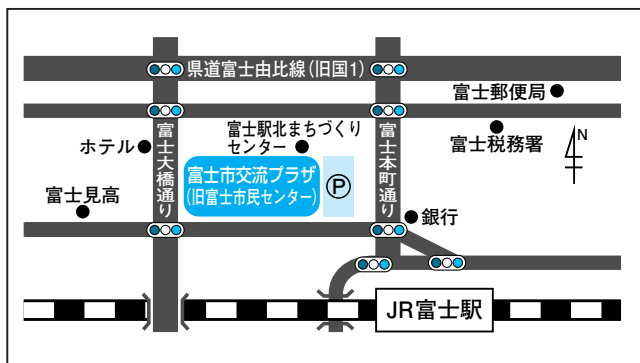 県道富士由比線(旧国1)
富士郵便局
富士税務署
N
富士駅北まちづくり
センター
ホテル
富士大橋通り
富士本町通り
富士市交流プラザ
(旧富士市民センター)
P
富士見高
銀行
JR富士駅